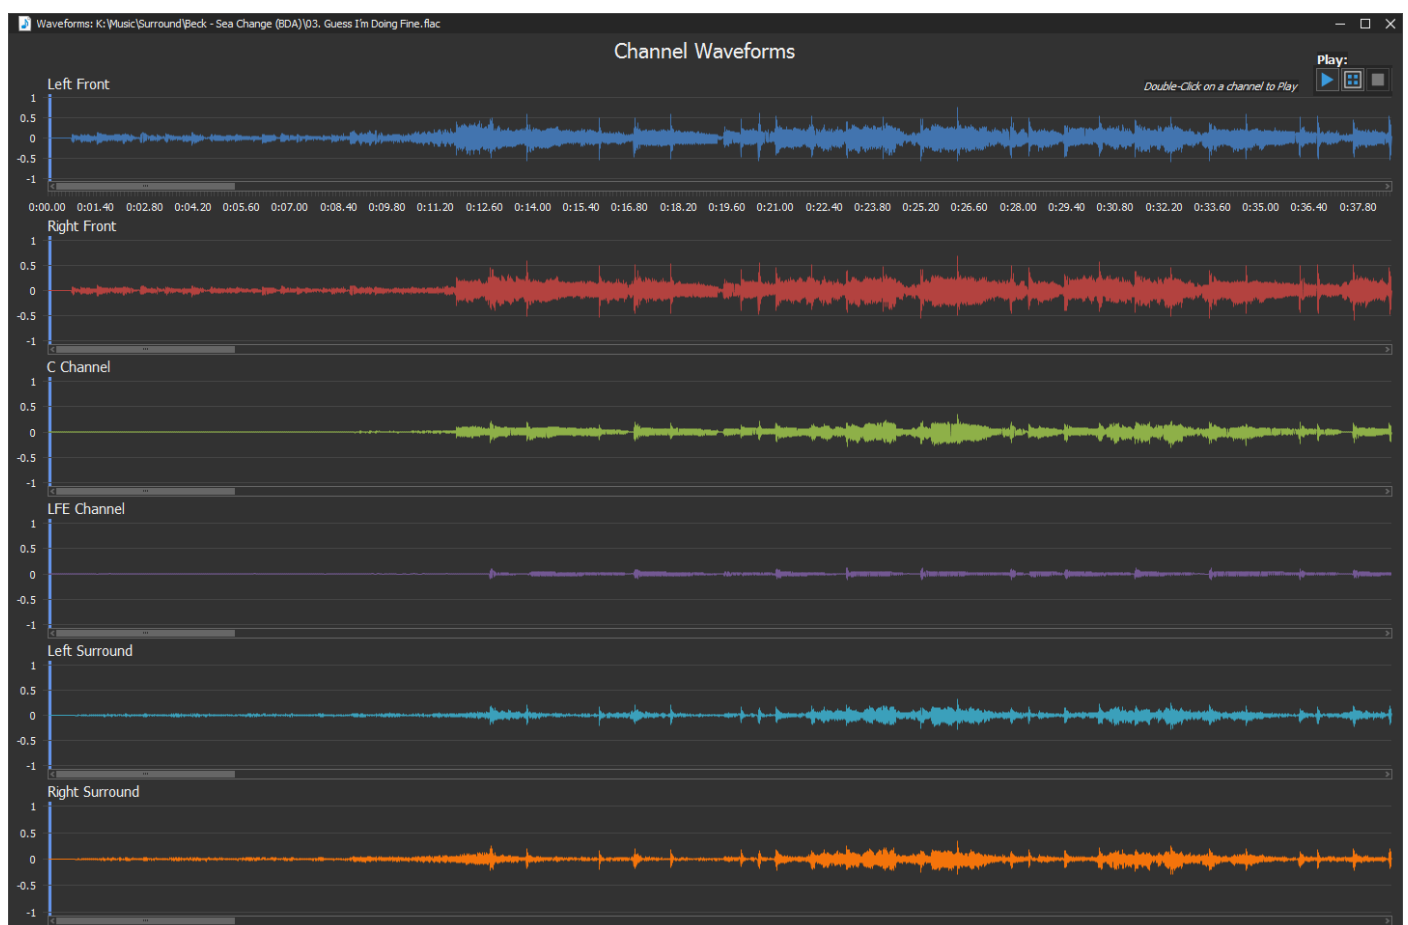 Waveforms: K:\Music\Surround\Beck - Sea Change (BDA)\03. Guess I'm Doing Fine.flac
Channel Waveforms
Play:
Double-Click on a channel to Play
Left Front
1
0.5
0
-0.5
-1
0:00.00 0:01.40 0:02.80 0:04.20 0:05.60 0:07.00 0:08.40 0:09.80 0:11.20 0:12.60 0:14.00 0:15.40 0:16.80 0:18.20 0:19.60 0:21.00 0:22.40 0:23.80 0:25.20 0:26.60 0:28.00 0:29.40 0:30.80 0:32.20 0:33.60 0:35.00 0:36.40 0:37.80
Right Front
1
0.5
0
-0.5
-1
C Channel
1
0.5
0
-0.5
-1
LFE Channel
1
0.5
0
-0.5
-1
Left Surround
1
0.5
0
-0.5
-1
Right Surround
1
0.5
0
-0.5
-1